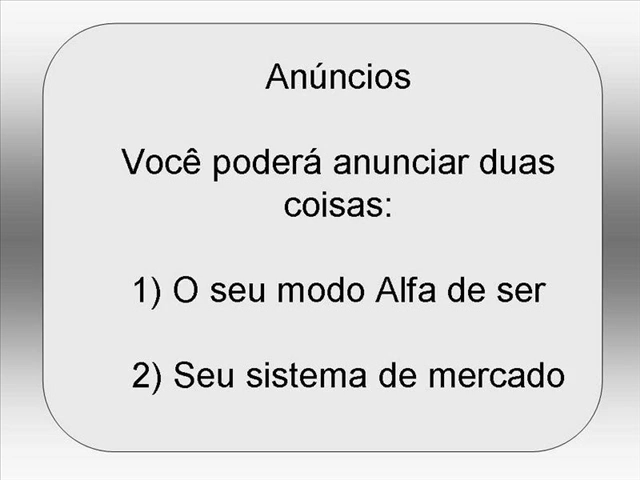 Anúncios
Você poderá anunciar duas
coisas:
1) O seu modo Alfa de ser
2) Seu sistema de mercado